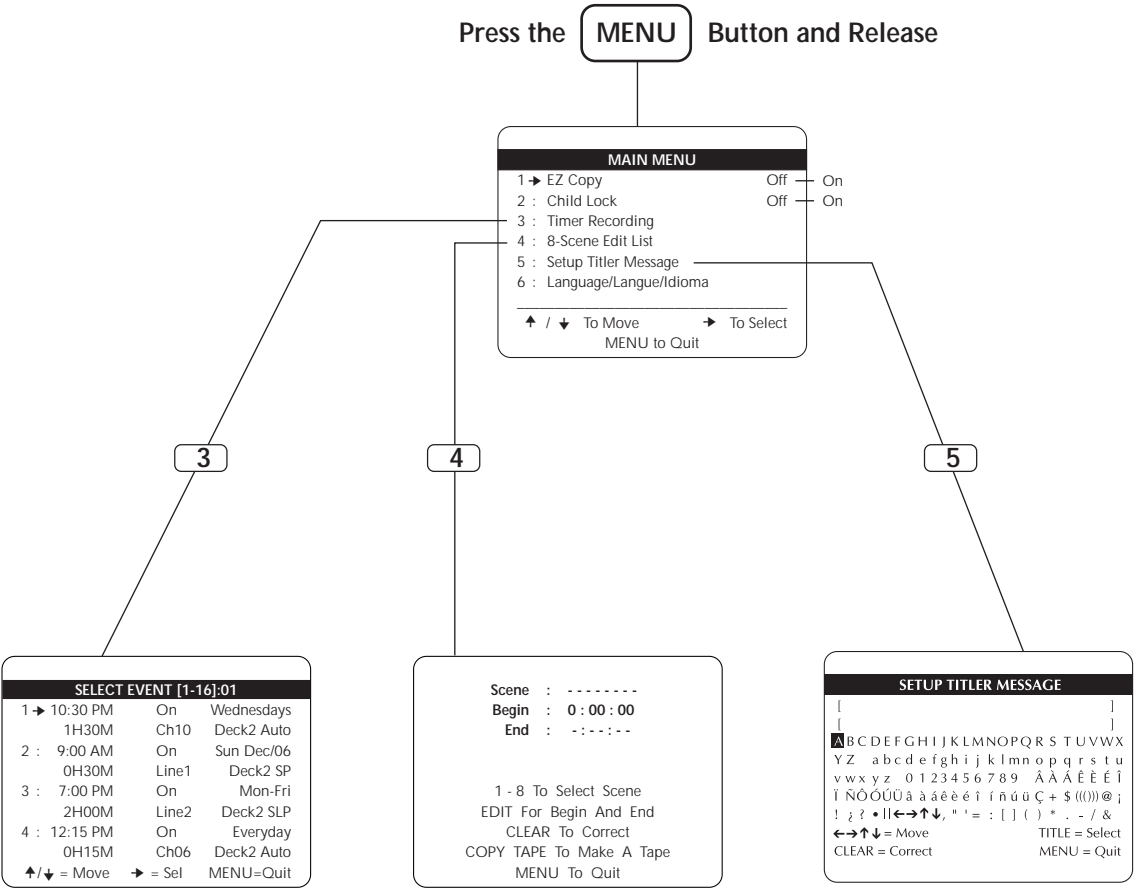 Press the MENU Button and Release
MAIN MENU
1 → EZ Copy Off On
2 : Child Lock Off On
3 : Timer Recording
4 : 8-Scene Edit List
5 : Setup Titler Message
6 : Language/Langue/Idioma
↑ / ↓ To Move → To Select
MENU to Quit
3
4
5
SELECT EVENT [1-16]:01
1 → 10:30 PM On Wednesdays
1H30M Ch10 Deck2 Auto
2 : 9:00 AM On Sun Dec/06
0H30M Line1 Deck2 SP
3 : 7:00 PM On Mon-Fri
2H00M Line2 Deck2 SLP
4 : 12:15 PM On Everyday
0H15M Ch06 Deck2 Auto
↑/↓ = Move → = Sel MENU=Quit
Scene : - - - - - - - -
Begin : 0 : 00 : 00
End : - : - - : - -
1 - 8 To Select Scene
EDIT For Begin And End
CLEAR To Correct
COPY TAPE To Make A Tape
MENU To Quit
SETUP TITLER MESSAGE
[ ]
[ ]
A B C D E F G H I J K L M N O P Q R S T U V W X
Y Z a b c d e f g h i j k l m n o p q r s t u
v w x y z 0 1 2 3 4 5 6 7 8 9 Â À Á Ê È É Î
Ï Ñ Ô Ó Ú Ü â à á ê è é î í ñ ú ü Ç + $ ((())) @ ¡
! ¿ ? • || ← → ↑ ↓ , " ' = : [ ] ( ) * . - / &
← → ↑ ↓ = Move TITLE = Select
CLEAR = Correct MENU = Quit